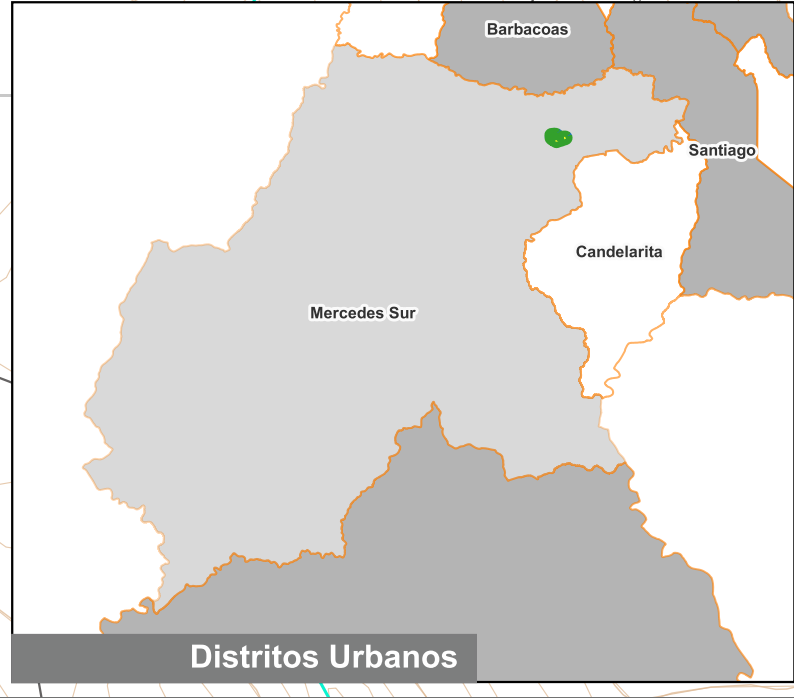 Barbacoas
Santiago
Candelarita
Mercedes Sur
Distritos Urbanos